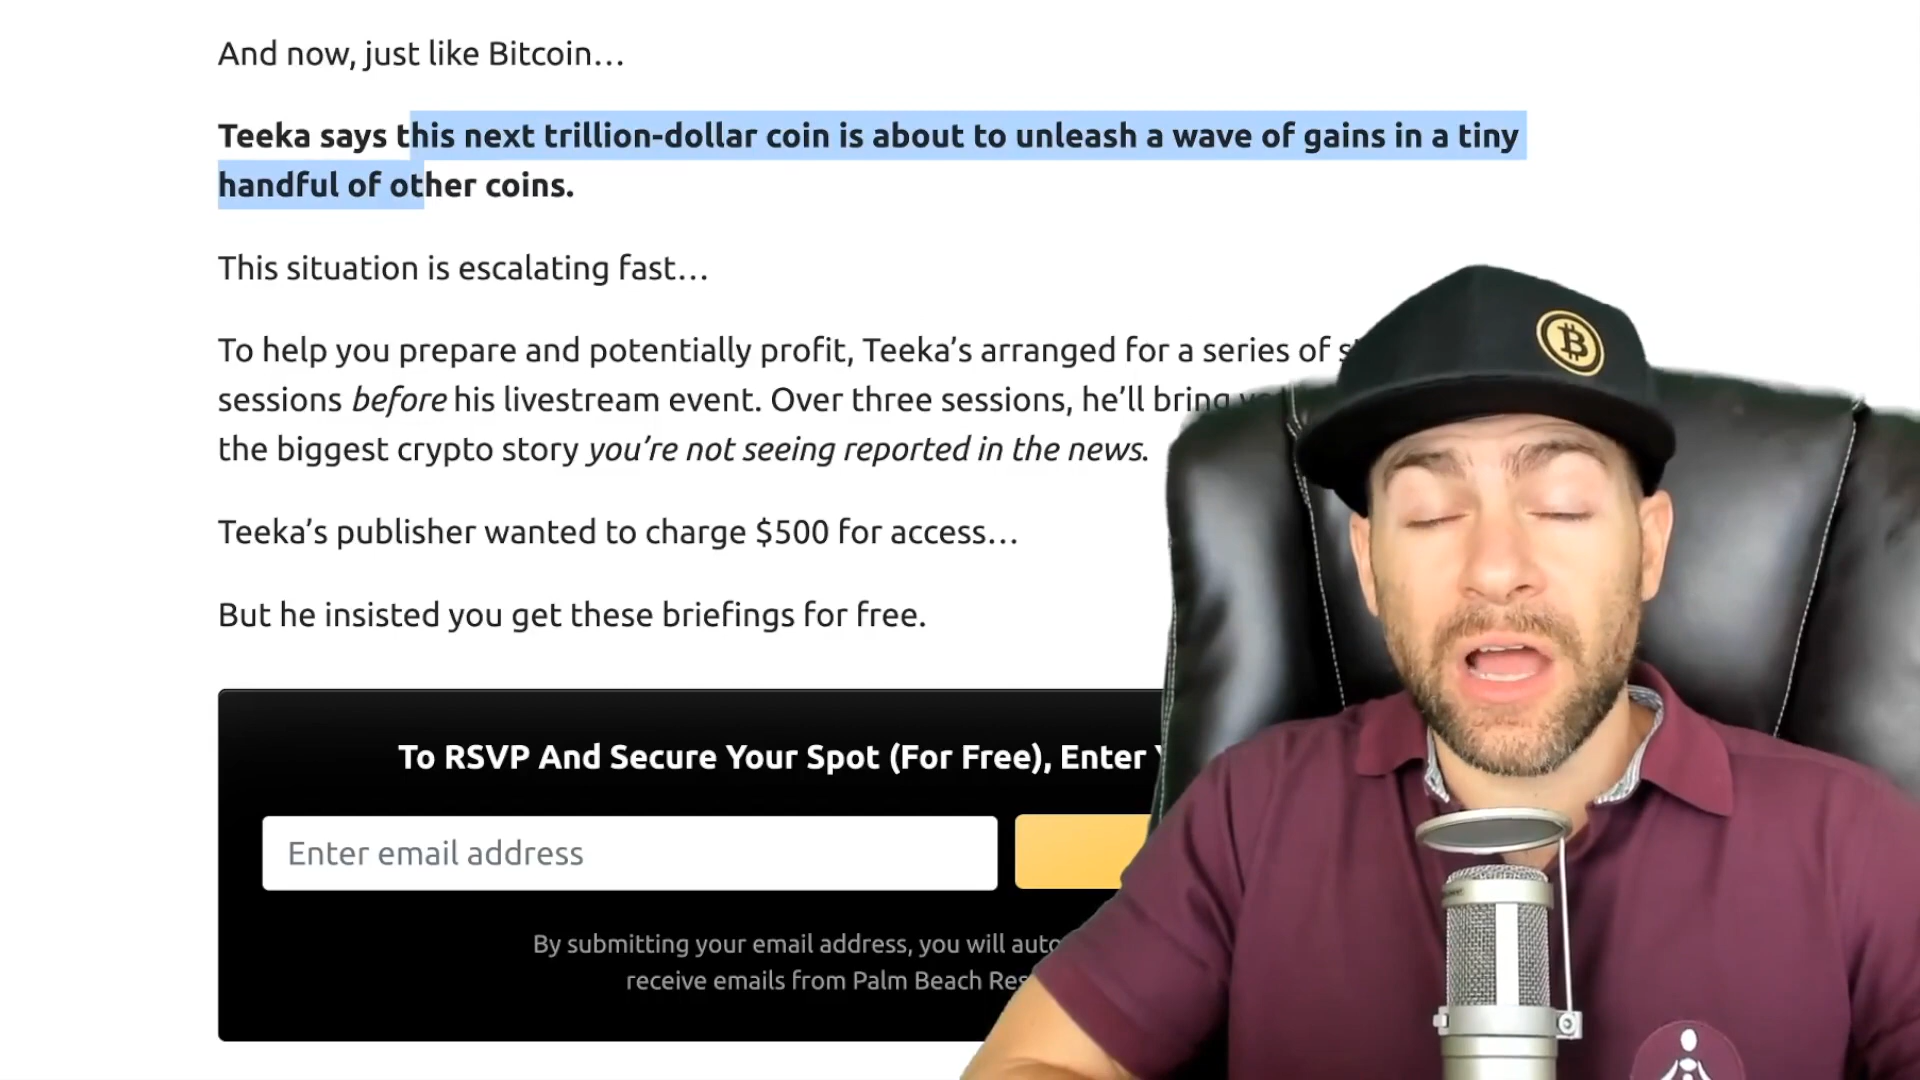 And now, just like Bitcoin…
Teeka says this next trillion-dollar coin is about to unleash a wave of gains in a tiny
handful of other coins.
This situation is escalating fast…
To help you prepare and potentially profit, Teeka’s arranged for a series of
sessions before his livestream event. Over three sessions, he’ll bring
the biggest crypto story you’re not seeing reported in the news.
Teeka’s publisher wanted to charge $500 for access…
But he insisted you get these briefings for free.
To RSVP And Secure Your Spot (For Free), Enter
Enter email address
By submitting your email address, you will
receive emails from Palm Beach